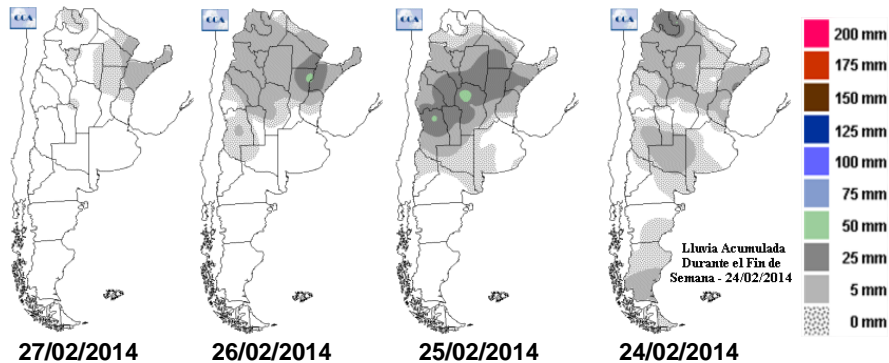 CCA
CCA
CCA
CCA
200 mm
175 mm
150 mm
125 mm
100 mm
75 mm
50 mm
25 mm
5 mm
0 mm
Lluvia Acumulada
Durante el Fin de
Semana - 24/02/2014
27/02/2014
26/02/2014
25/02/2014
24/02/2014